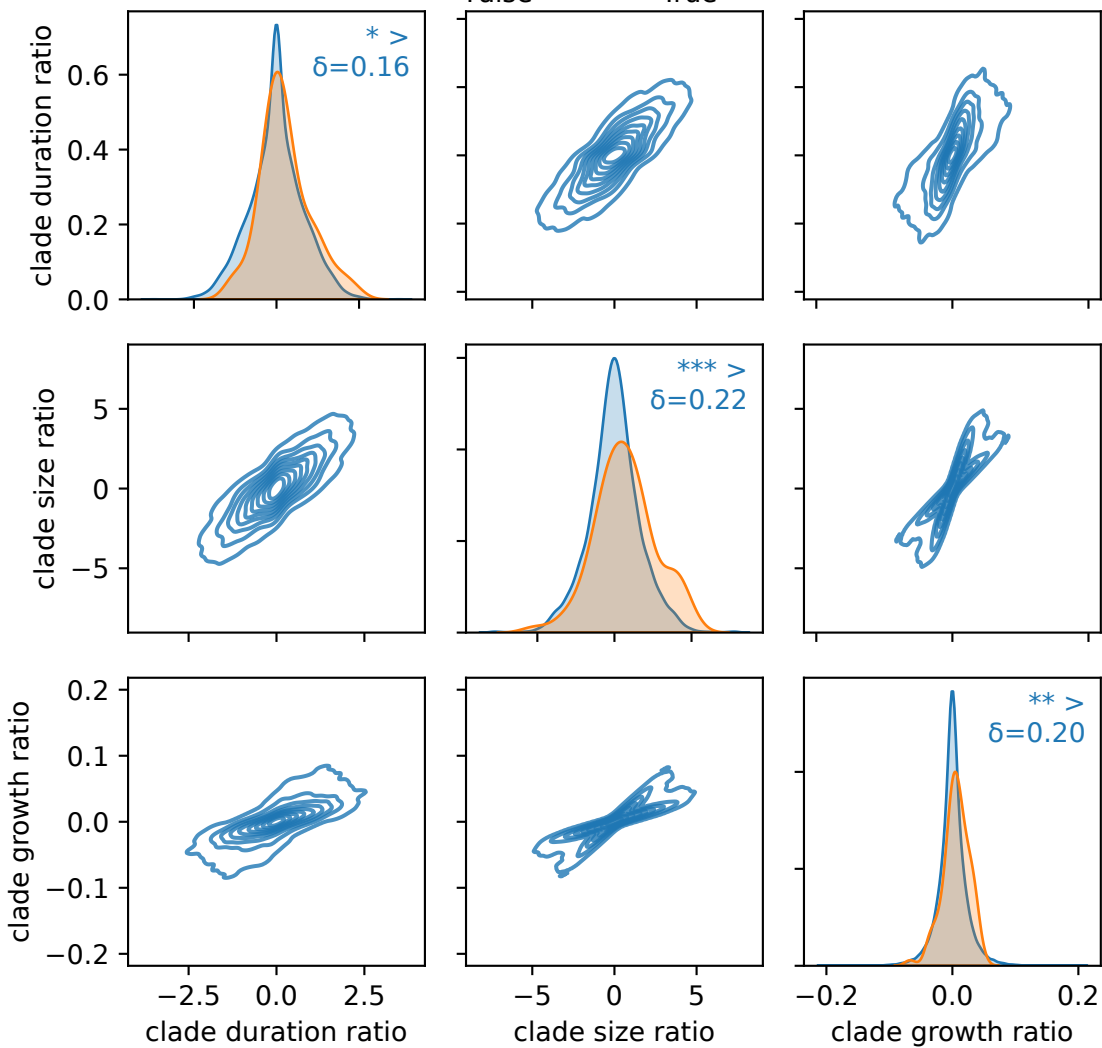 * >
δ=0.16
clade duration ratio
0.6
0.4
0.2
0.0
*** >
δ=0.22
clade size ratio
5
0
−5
** >
δ=0.20
clade growth ratio
0.2
0.1
0.0
−0.1
−0.2
−2.5 0.0 2.5
−5 0 5
−0.2 0.0 0.2
clade duration ratio
clade size ratio
clade growth ratio